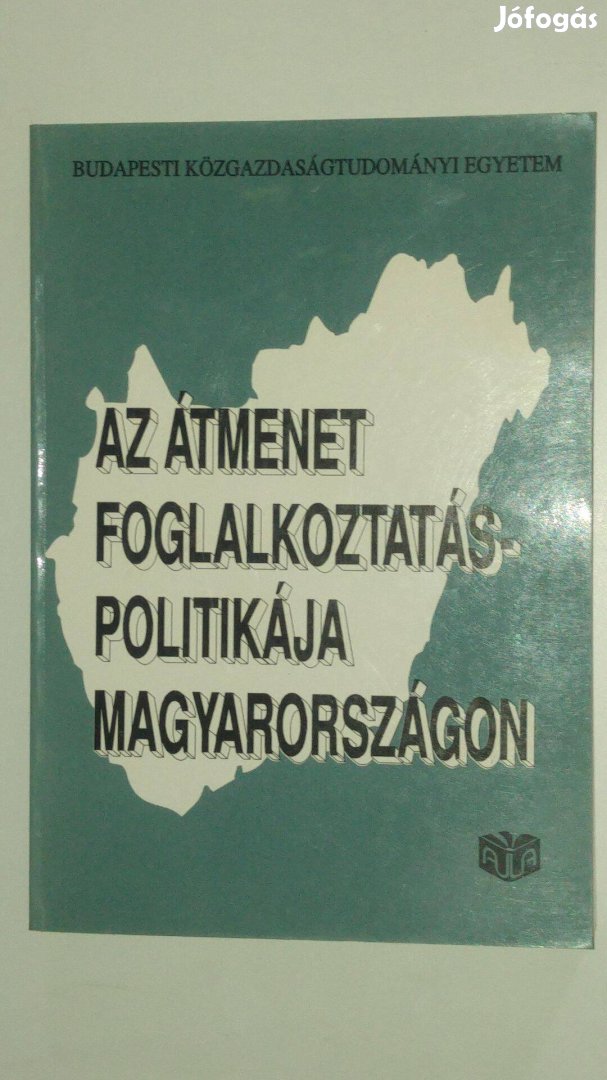 Jófogás
BUDAPESTI KÖZGAZDASÁGTUDOMÁNYI EGYETEM
AZ ÁTMENET
FOGLALKOZTATÁS-
POLITIKÁJA
MAGYARORSZÁGON
AULA